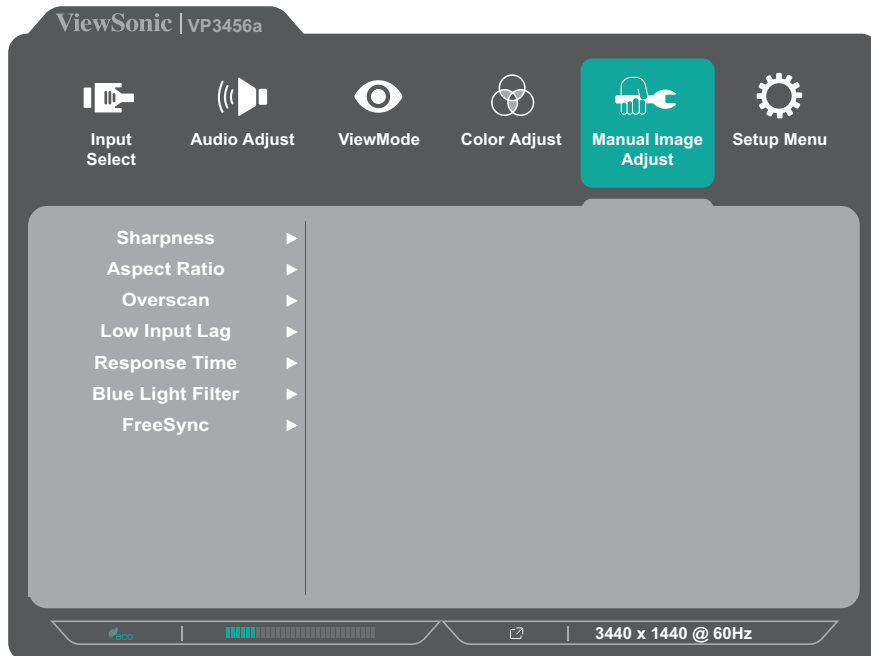 ViewSonic | VP3456a
Input
Select
Audio Adjust
ViewMode
Color Adjust
Manual Image
Adjust
Setup Menu
Sharpness
Aspect Ratio
Overscan
Low Input Lag
Response Time
Blue Light Filter
FreeSync
eco
3440 x 1440 @ 60Hz